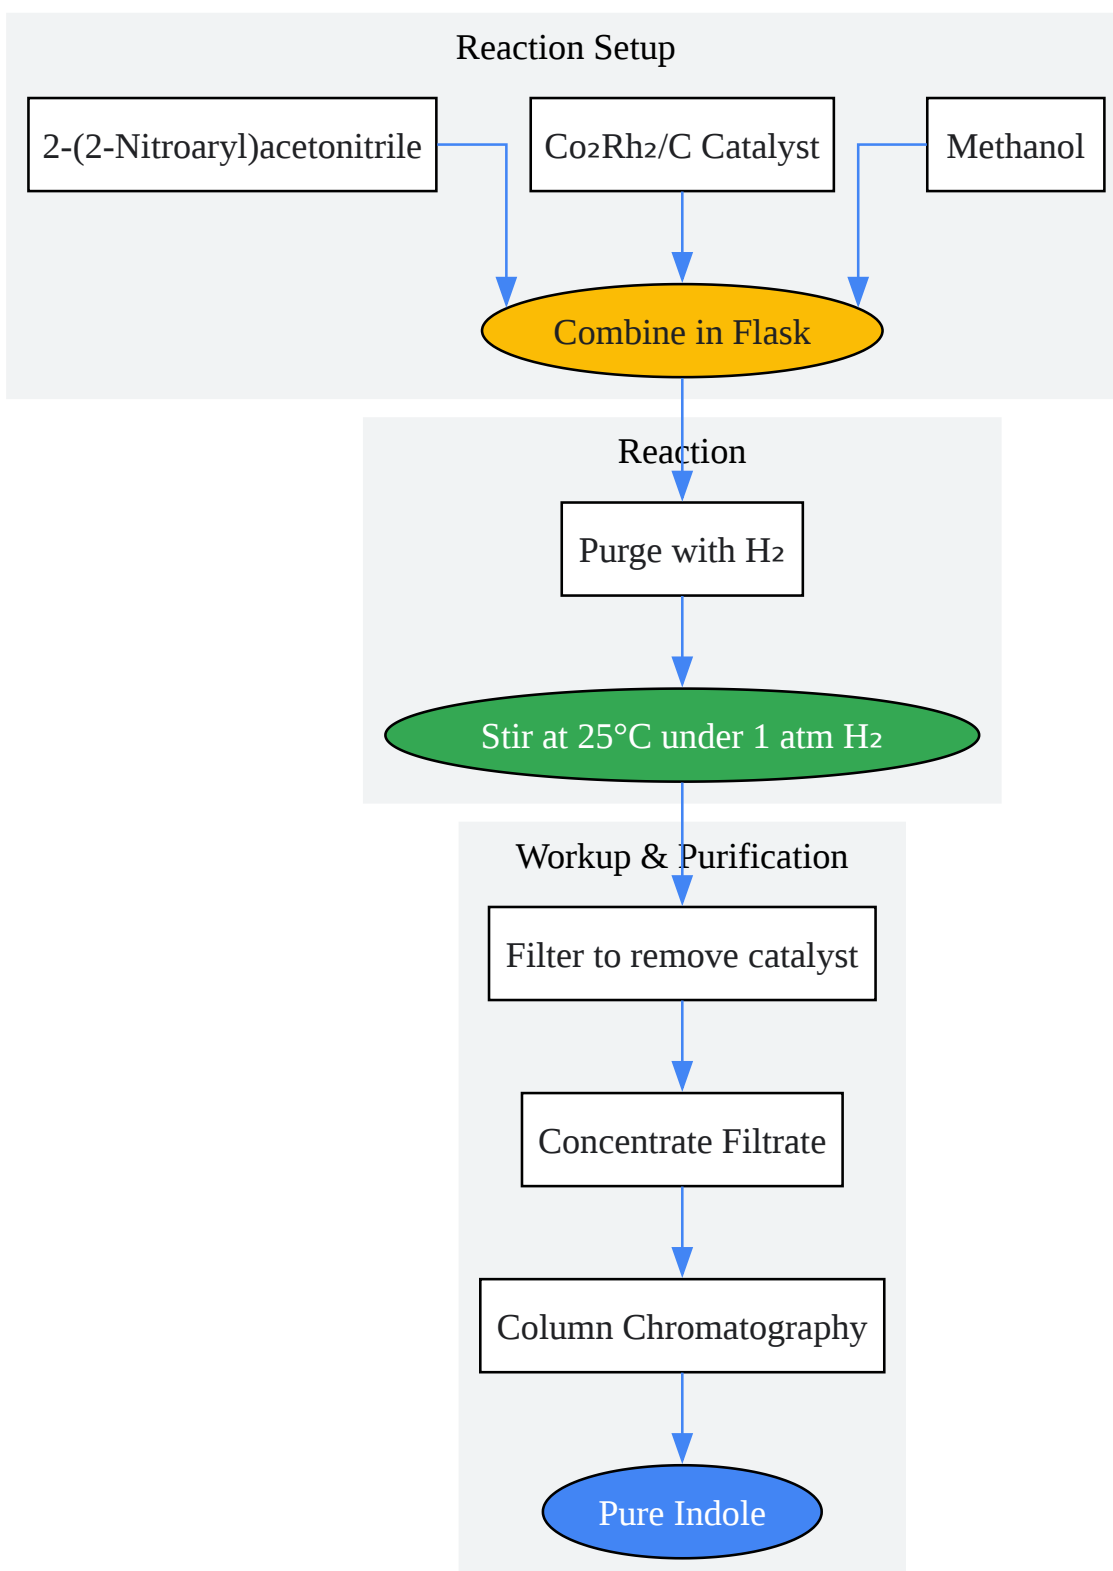 Reaction Setup
2-(2-Nitroaryl)acetonitrile
Co₂Rh₂/C Catalyst
Methanol
Combine in Flask
Reaction
Purge with H₂
Stir at 25°C under 1 atm H₂
Workup & Purification
Filter to remove catalyst
Concentrate Filtrate
Column Chromatography
Pure Indole